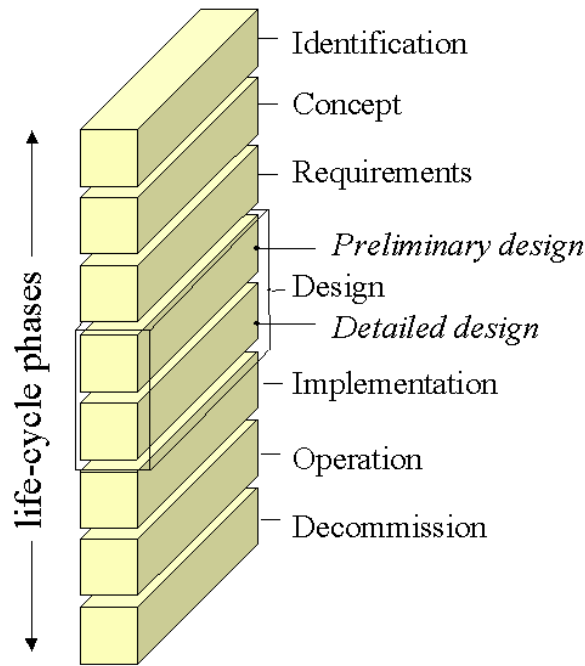 Identification
Concept
Requirements
Preliminary design
Design
Detailed design
Implementation
Operation
Decommission
life-cycle phases